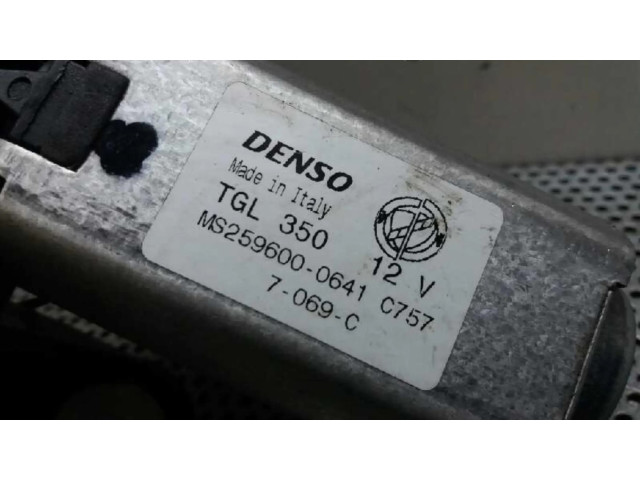 DENSO
Made in Italy
TGL 350
12 V
MS259600-0641 C757
7-069-C